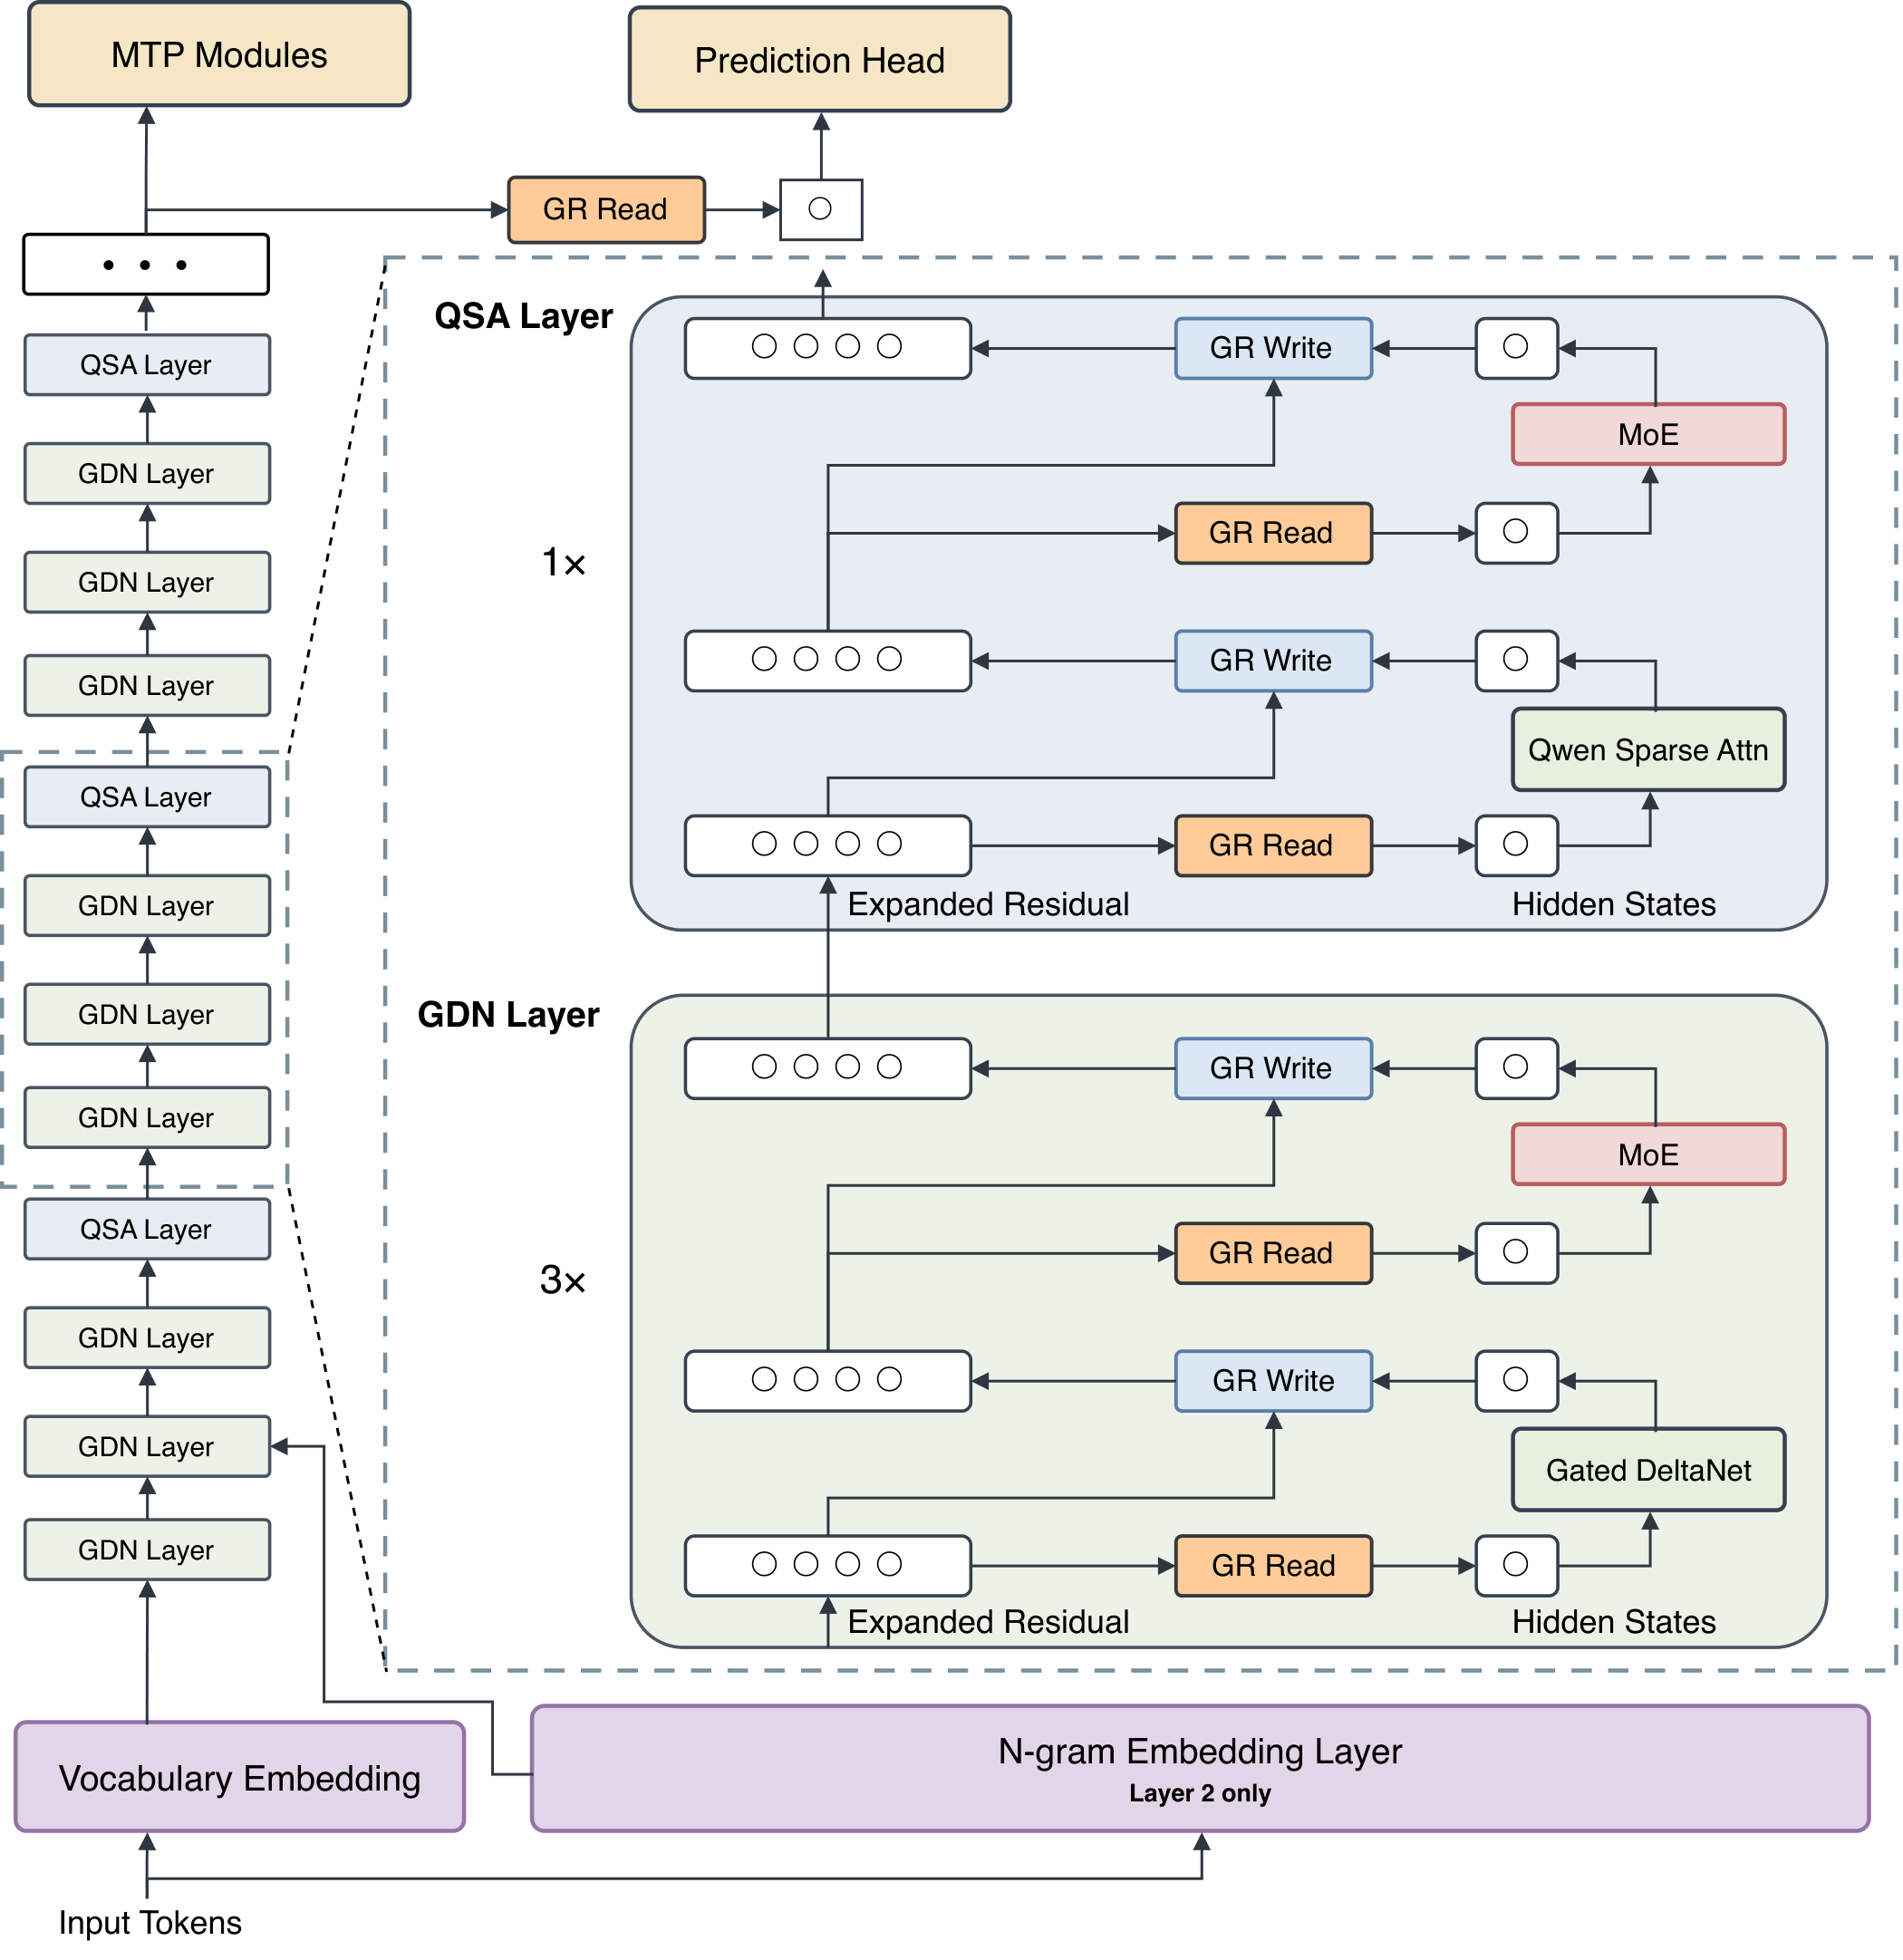 MTP Modules
Prediction Head
GR Read
• • •
QSA Layer
GDN Layer
GDN Layer
GDN Layer
QSA Layer
GDN Layer
GDN Layer
GDN Layer
QSA Layer
GDN Layer
GDN Layer
GDN Layer
QSA Layer
GR Write
MoE
1×
GR Read
GR Write
Qwen Sparse Attn
GR Read
Expanded Residual
Hidden States
GDN Layer
GR Write
MoE
3×
GR Read
GR Write
Gated DeltaNet
GR Read
Expanded Residual
Hidden States
Vocabulary Embedding
N-gram Embedding Layer
Layer 2 only
Input Tokens